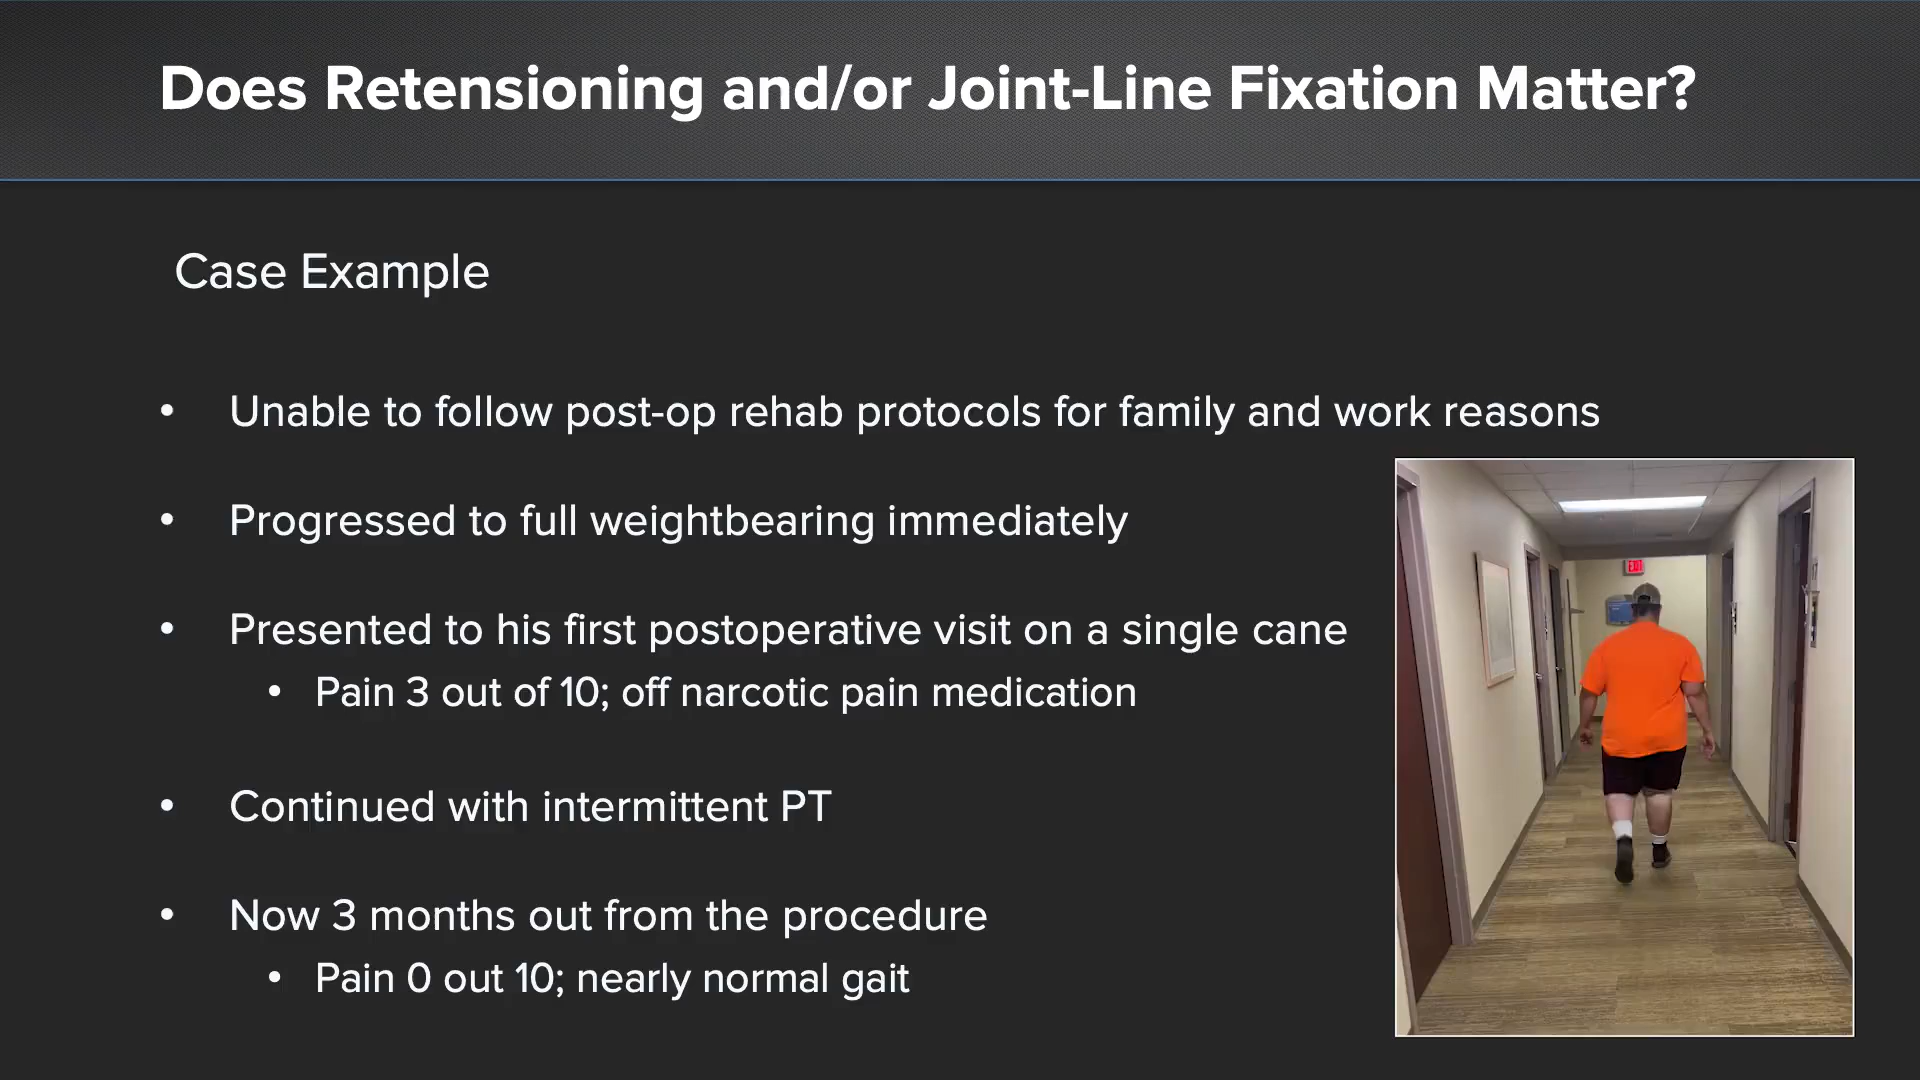 Does Retensioning and/or Joint-Line Fixation Matter?
Case Example
• Unable to follow post-op rehab protocols for family and work reasons
• Progressed to full weightbearing immediately
• Presented to his first postoperative visit on a single cane
• Pain 3 out of 10; off narcotic pain medication
• Continued with intermittent PT
• Now 3 months out from the procedure
• Pain 0 out 10; nearly normal gait
EXIT